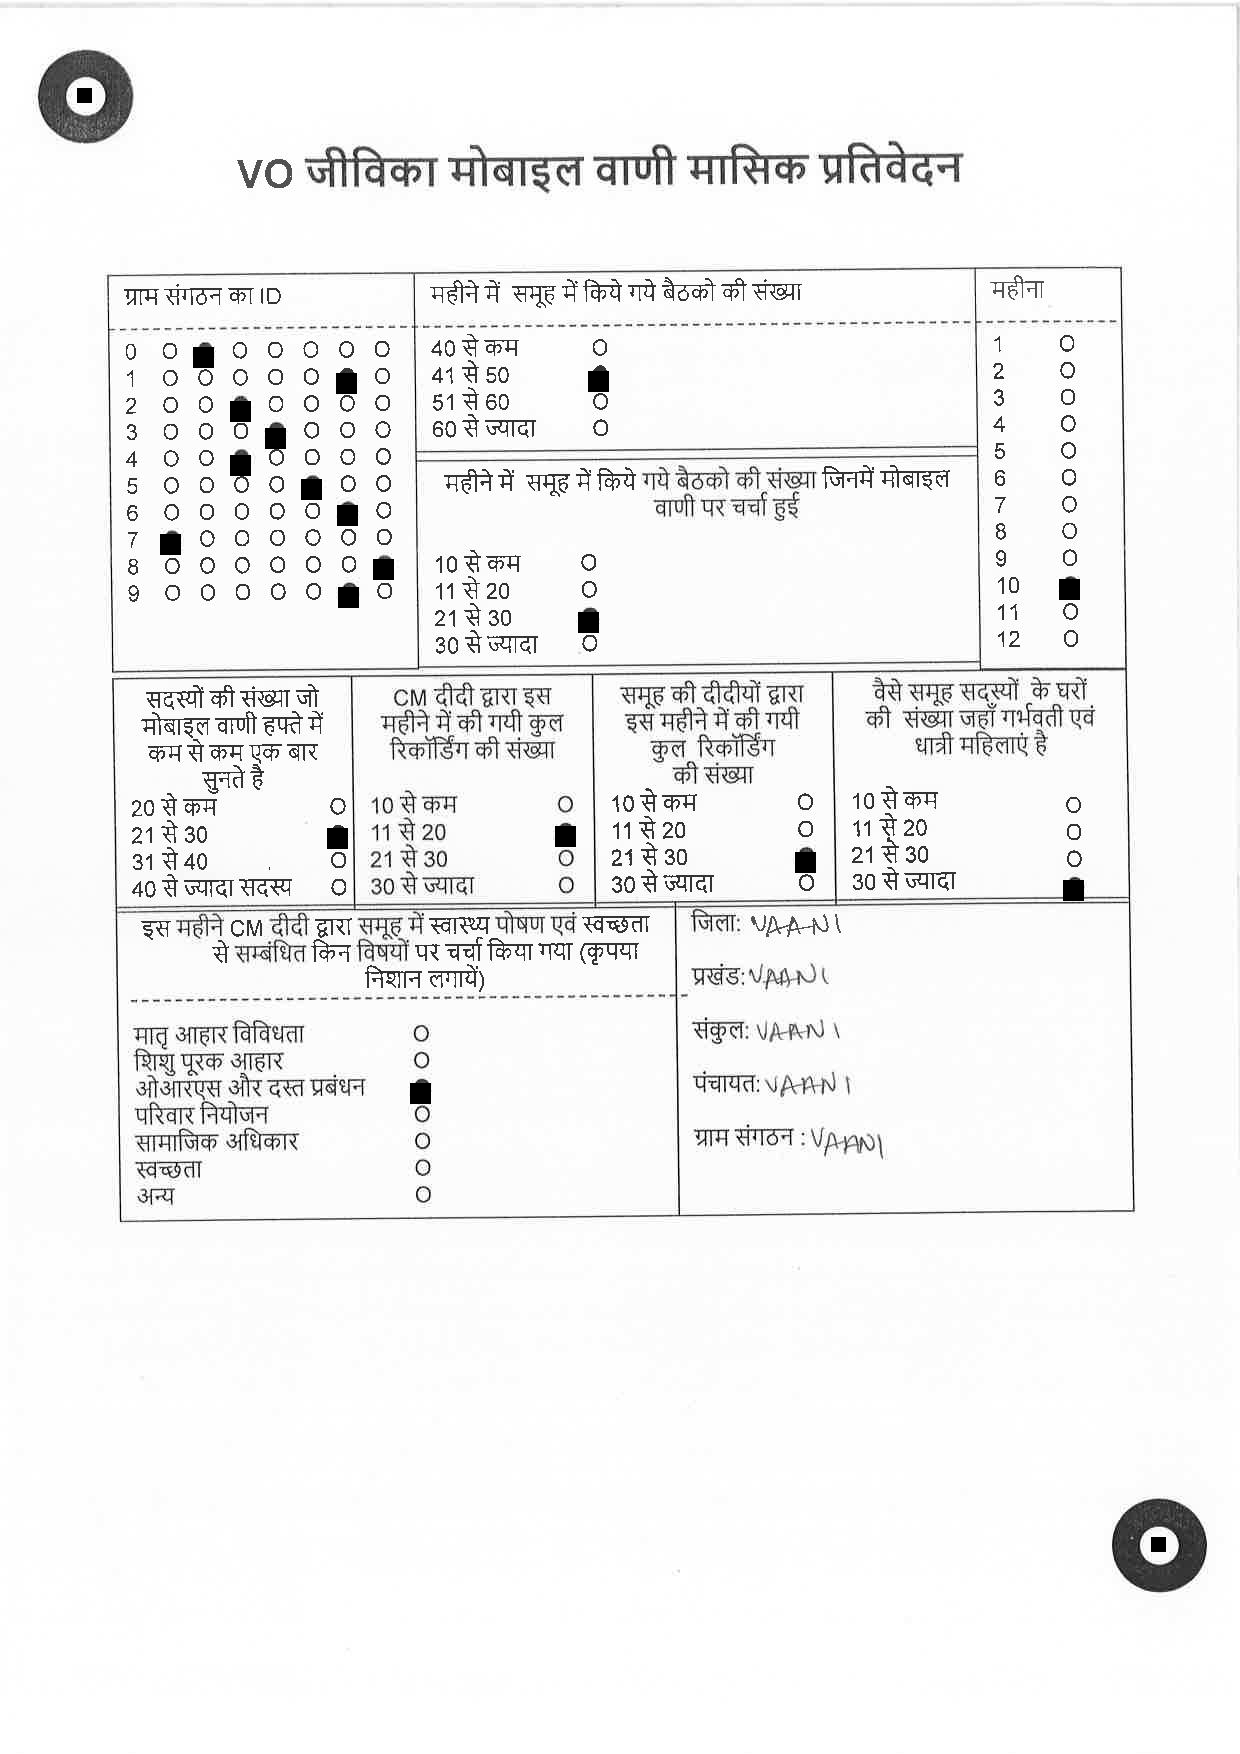 VO जीविका मोबाइल वाणी मासिक प्रतिवेदन
ग्राम संगठन का ID
0
1
2
3
4
5
6
7
8
9
महीने में समूह में किये गये बैठको की संख्या
40 से कम
41 से 50
51 से 60
60 से ज्यादा
महीने में समूह में किये गये बैठको की संख्या जिनमें मोबाइल
वाणी पर चर्चा हुई
10 से कम
11 से 20
21 से 30
30 से ज्यादा
महीना
1
2
3
4
5
6
7
8
9
10
11
12
सदस्यों की संख्या जो
मोबाइल वाणी हफ्ते में
कम से कम एक बार
सुनते है
20 से कम
21 से 30
31 से 40
40 से ज्यादा सदस्य
CM दीदी द्वारा इस
महीने में की गयी कुल
रिकॉर्डिंग की संख्या
10 से कम
11 से 20
21 से 30
30 से ज्यादा
समूह की दीदीयों द्वारा
इस महीने में की गयी
कुल रिकॉर्डिंग
की संख्या
10 से कम
11 से 20
21 से 30
30 से ज्यादा
वैसे समूह सदस्यों के घरों
की संख्या जहाँ गर्भवती एवं
धात्री महिलाएं है
10 से कम
11 से 20
21 से 30
30 से ज्यादा
इस महीने CM दीदी द्वारा समूह में स्वास्थ्य पोषण एवं स्वच्छता
से सम्बंधित किन विषयों पर चर्चा किया गया (कृपया
निशान लगायें)
मातृ आहार विविधता
शिशु पूरक आहार
ओआरएस और दस्त प्रबंधन
परिवार नियोजन
सामाजिक अधिकार
स्वच्छता
अन्य
जिला: VAANI
प्रखंड: VAANI
संकुल: VAANI
पंचायत: VAANI
ग्राम संगठन : VAANI